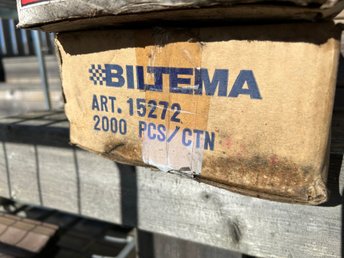 BILTEMA
ART. 15272
2000 PCS/CTN